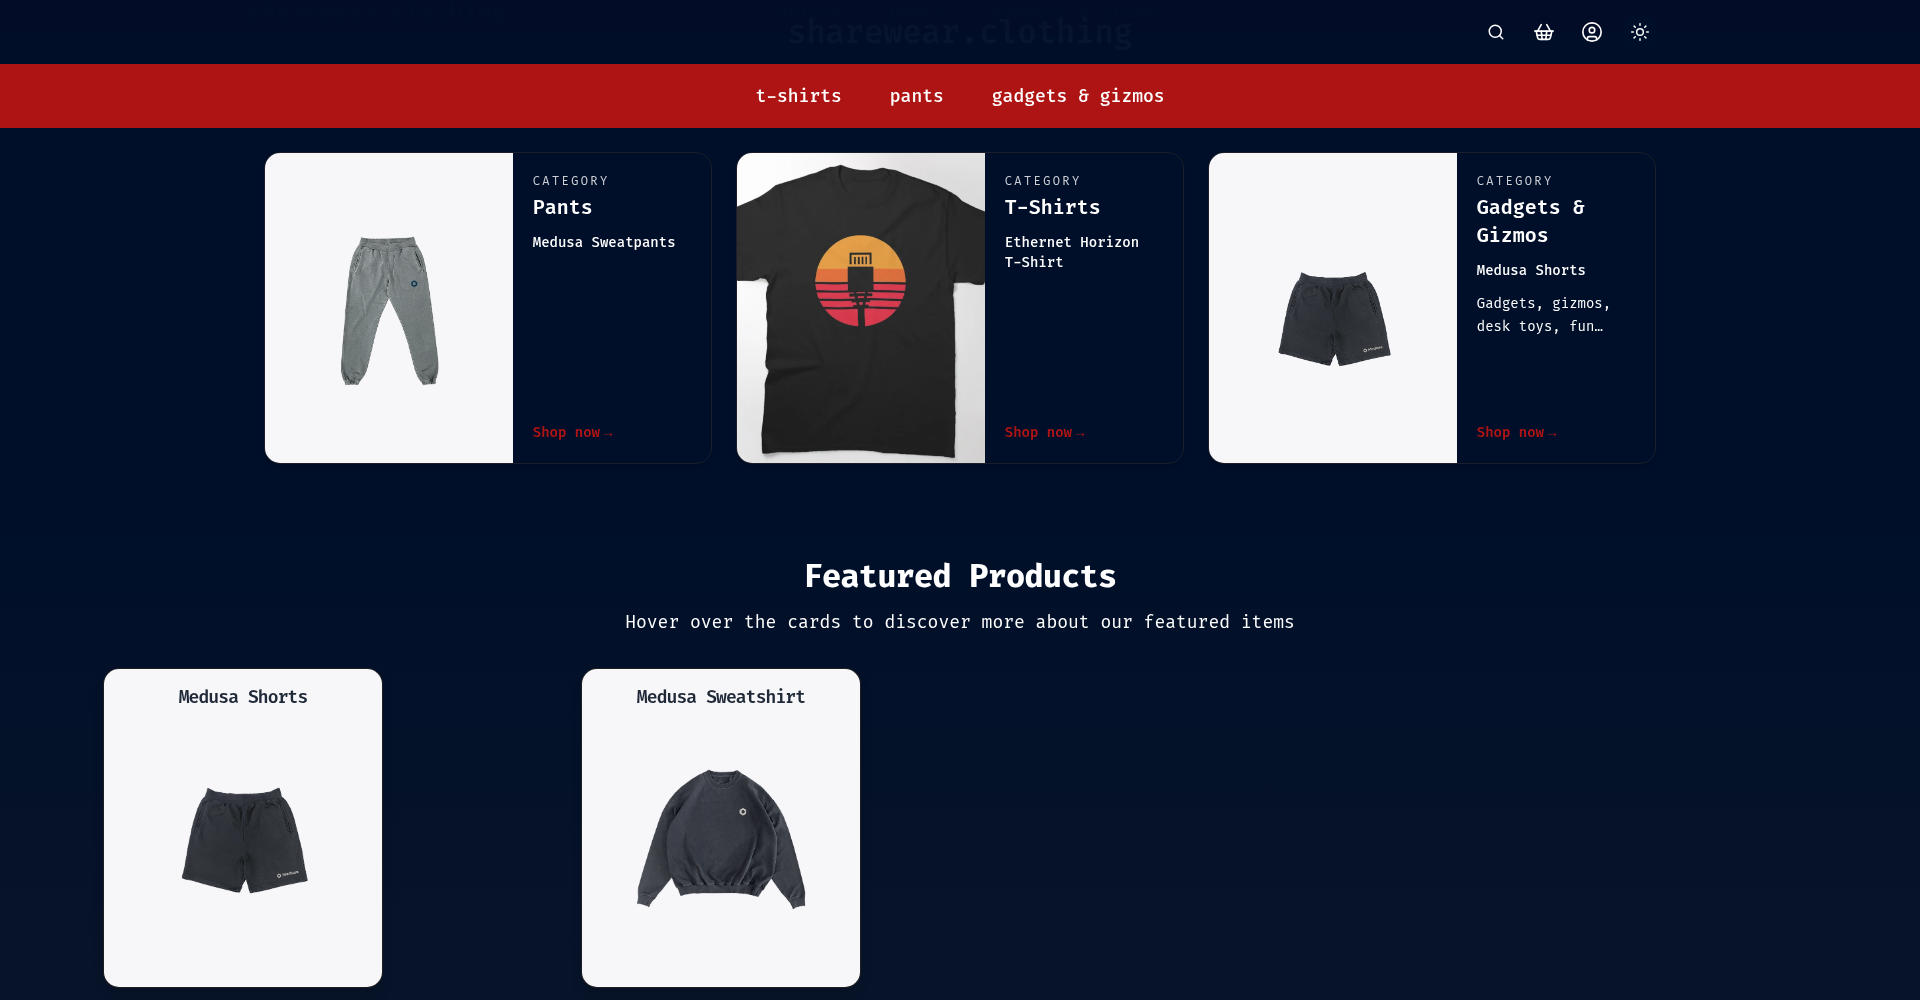 sharewear.clothing
t-shirts
pants
gadgets & gizmos
CATEGORY
Pants
Medusa Sweatpants
Shop now→
CATEGORY
T-Shirts
Ethernet Horizon
T-Shirt
Shop now→
CATEGORY
Gadgets &
Gizmos
Medusa Shorts
Gadgets, gizmos,
desk toys, fun…
Shop now→
Featured Products
Hover over the cards to discover more about our featured items
Medusa Shorts
Medusa Sweatshirt